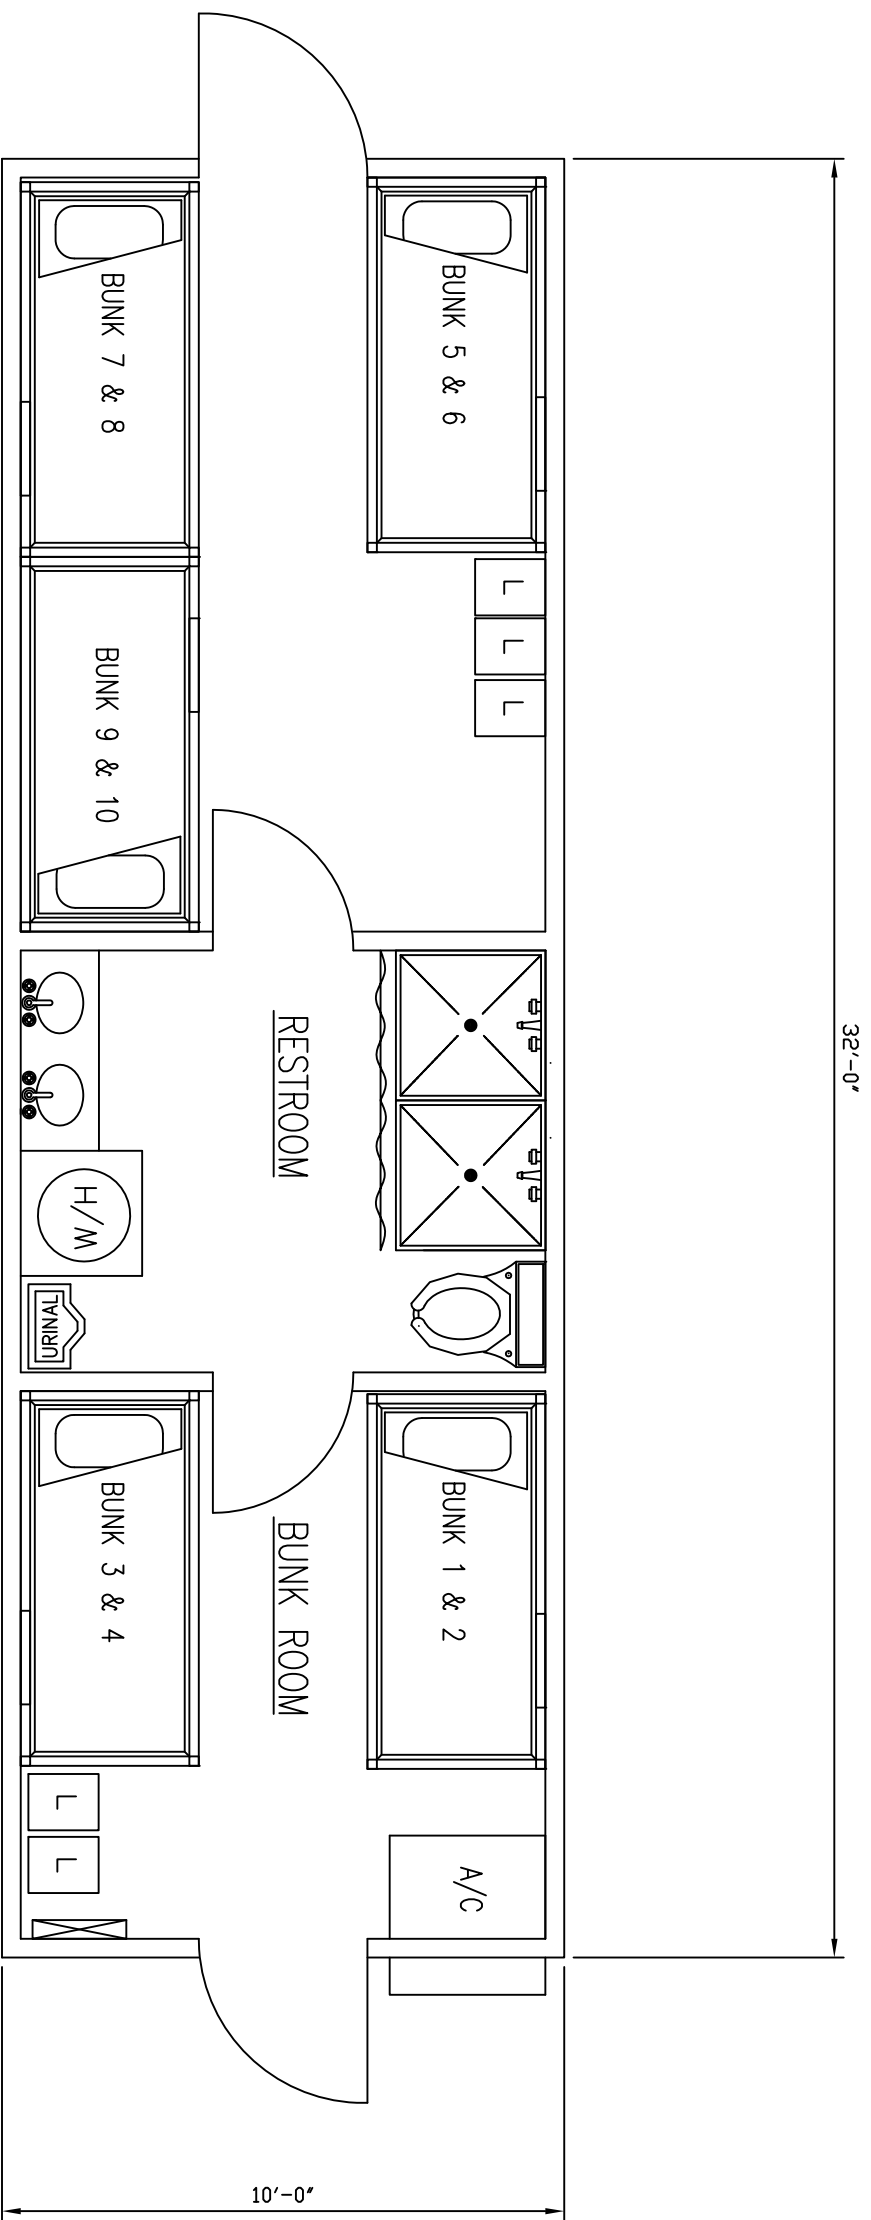 32'-0"
BUNK 5 & 6
L
L
L
BUNK 1 & 2
A/C
RESTROOM
BUNK ROOM
10'-0"
BUNK 7 & 8
BUNK 9 & 10
H/W
URINAL
BUNK 3 & 4
L
L